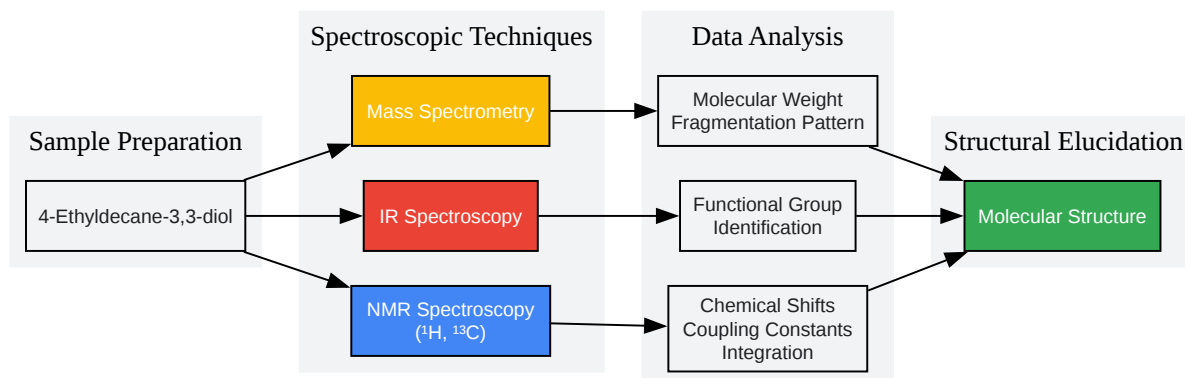 Sample Preparation
4-Ethyldecane-3,3-diol
Spectroscopic Techniques
Mass Spectrometry
IR Spectroscopy
NMR Spectroscopy
(¹H, ¹³C)
Data Analysis
Molecular Weight
Fragmentation Pattern
Functional Group
Identification
Chemical Shifts
Coupling Constants
Integration
Structural Elucidation
Molecular Structure